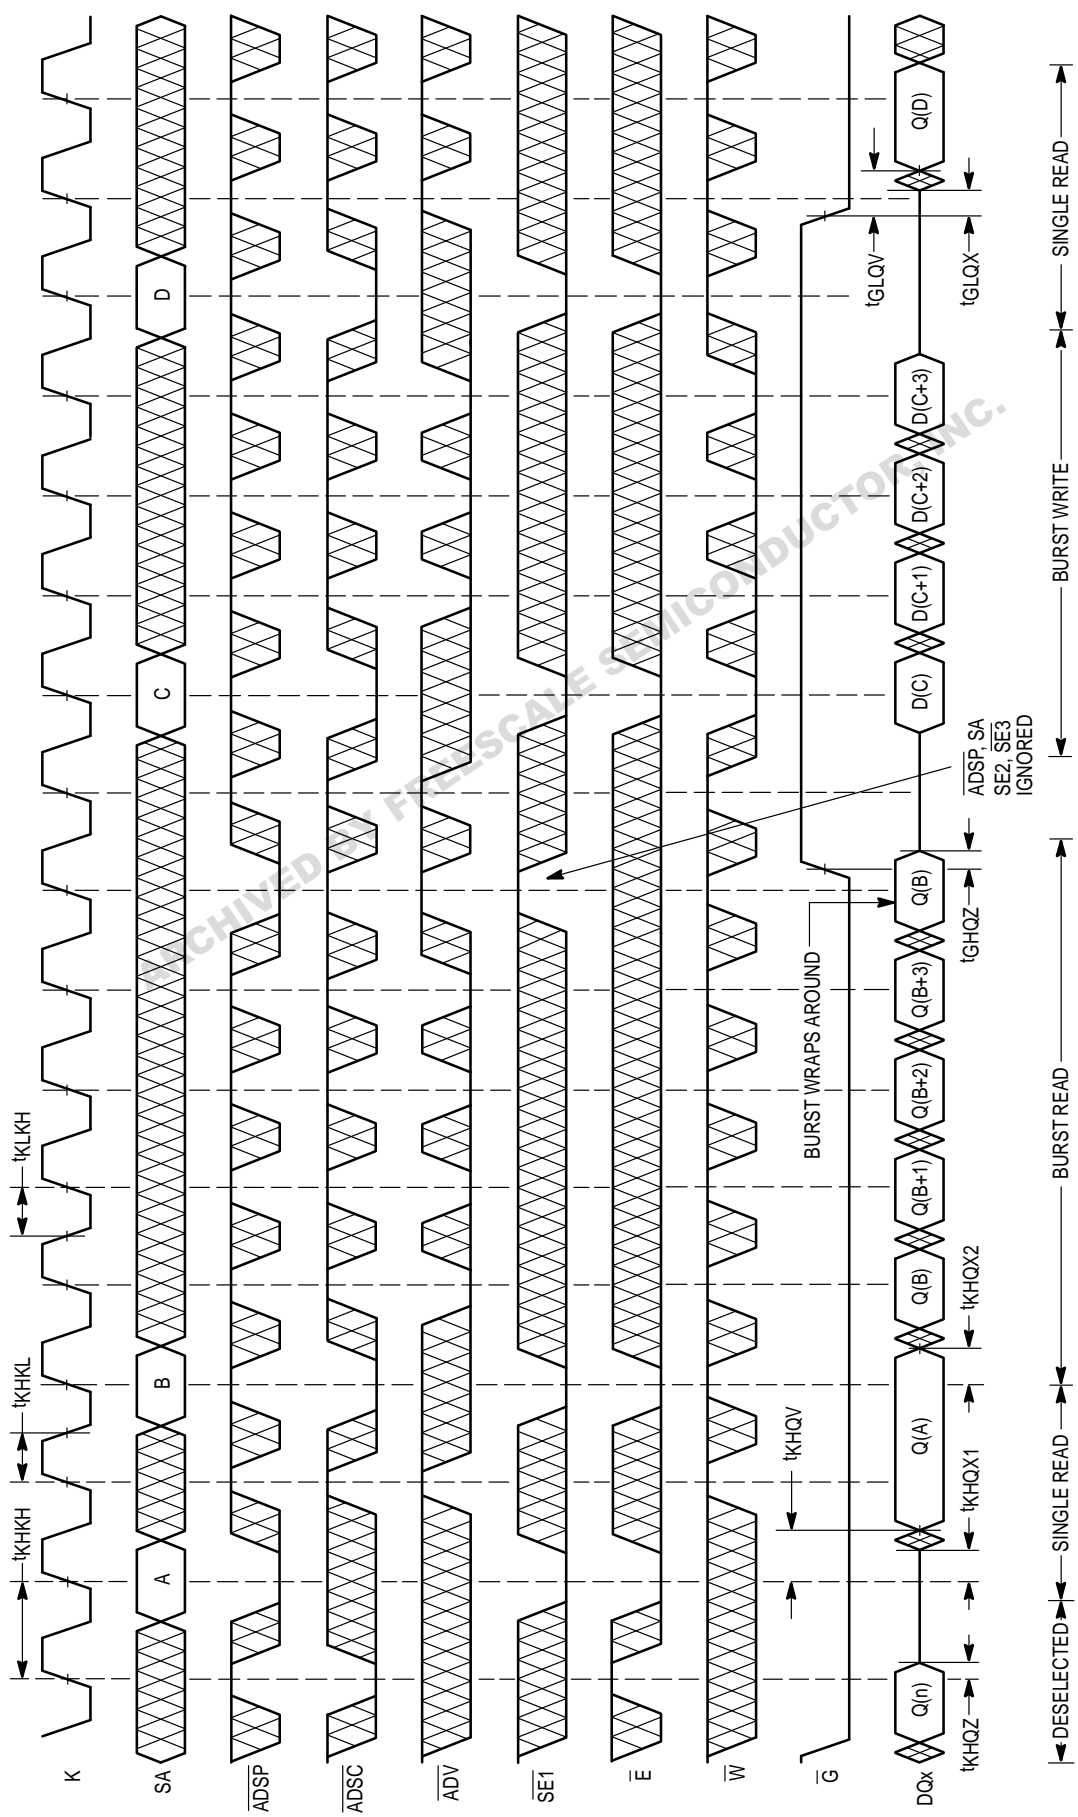 tKHKH
tKHKL
tKLKH
K
SA
A
B
C
D
ADSP
ADSC
ADV
SE1
E
W
G
DQx
tKHQV
BURST WRAPS AROUND
ADSP, SA
SE2, SE3
IGNORED
tGLQV
Q(n)
Q(A)
Q(B)
Q(B+1)
Q(B+2)
Q(B+3)
Q(B)
D(C)
D(C+1)
D(C+2)
D(C+3)
Q(D)
tKHQZ
tKHQX1
tKHQX2
tGHQZ
tGLQX
DESELECTED
SINGLE READ
BURST READ
BURST WRITE
SINGLE READ
ARCHIVED BY FREESCALE SEMICONDUCTOR, INC.